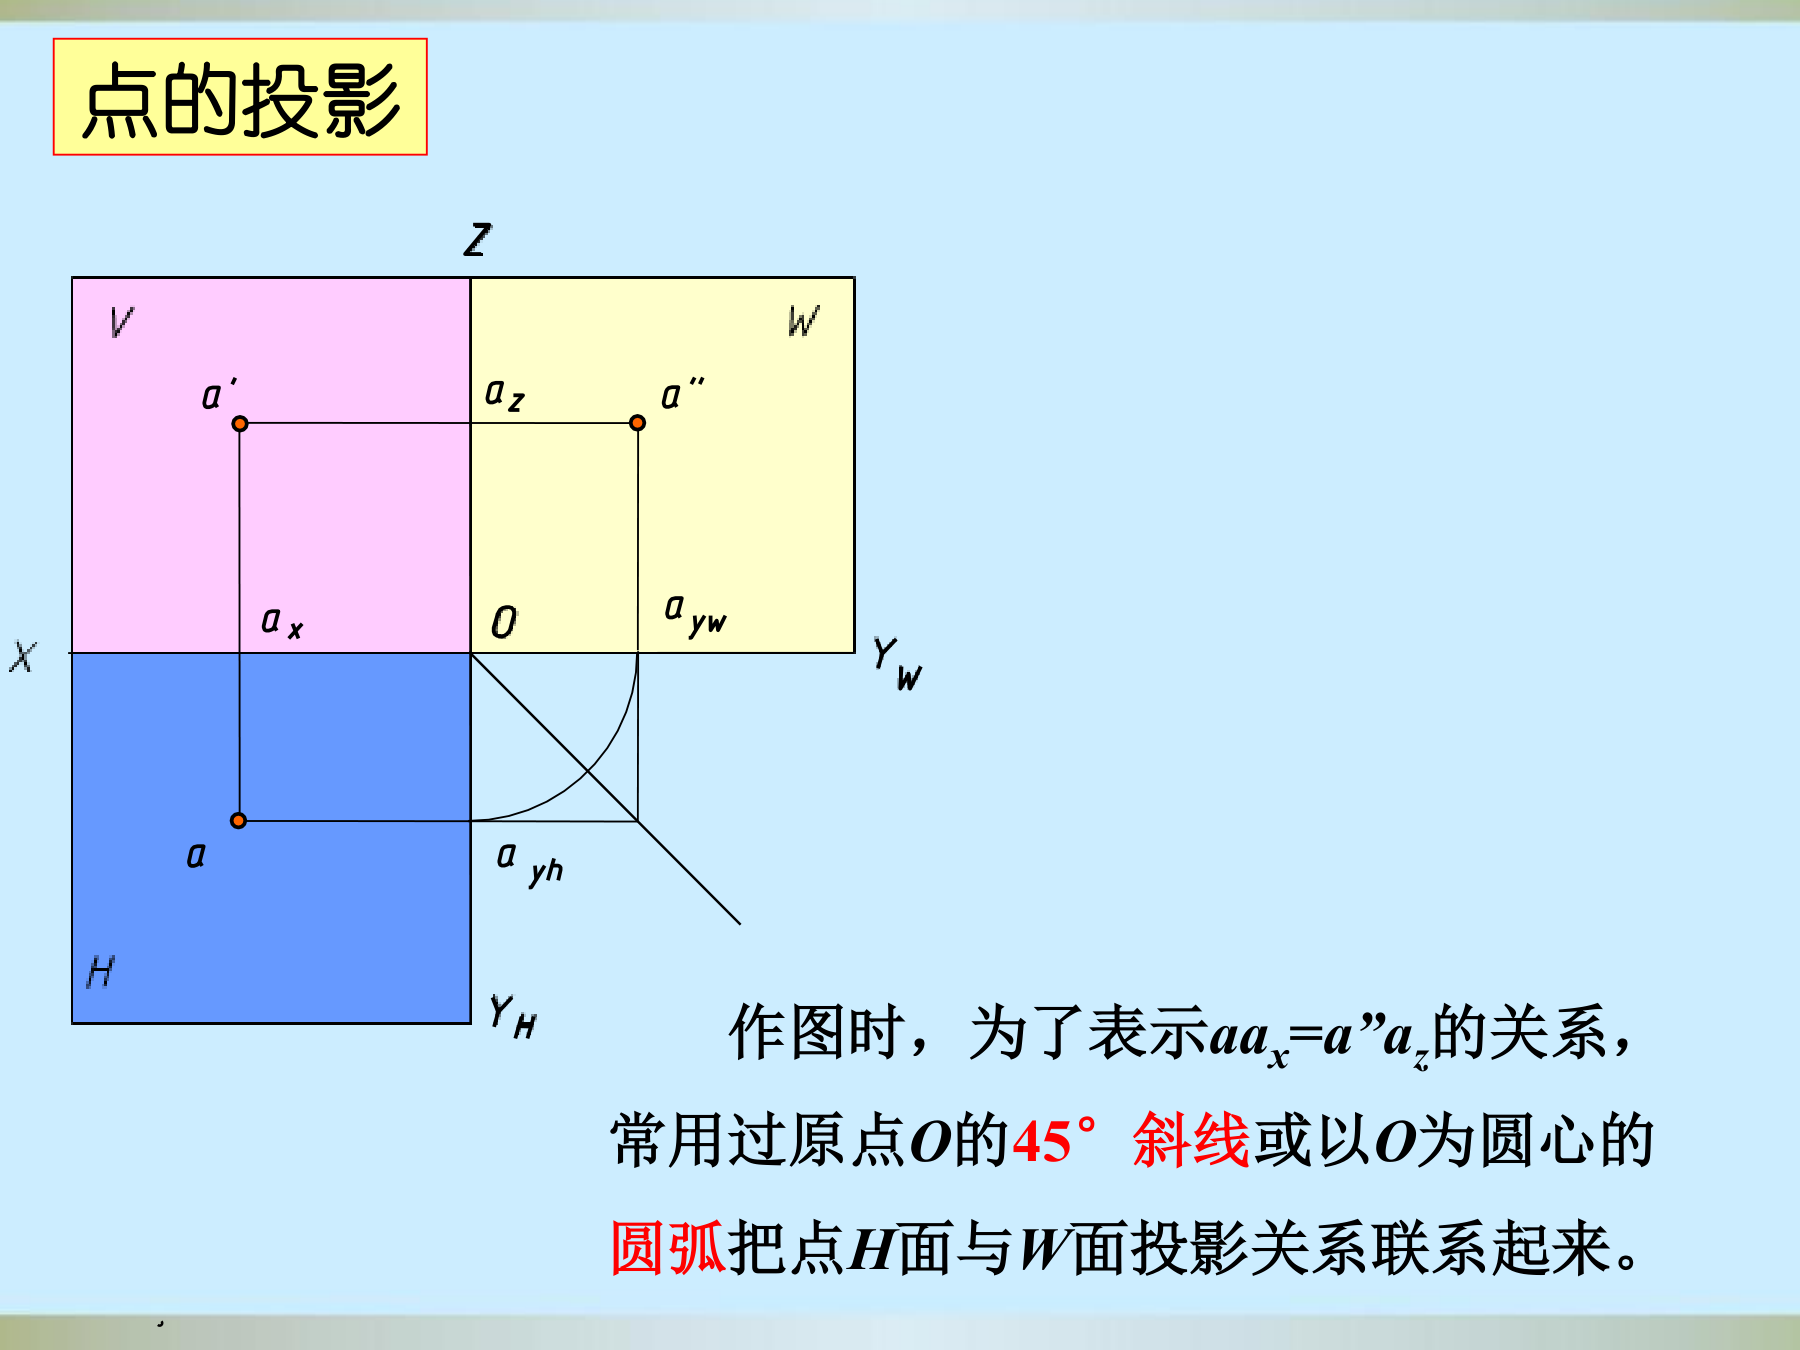 点的投影
Z
V
W
a′
a_z
a″
a_x
O
a_yw
X
Y_W
a
a_yh
H
Y_H
作图时，为了表示aa_x=a”a_z的关系，
常用过原点O的45°斜线或以O为圆心的
圆弧把点H面与W面投影关系联系起来。